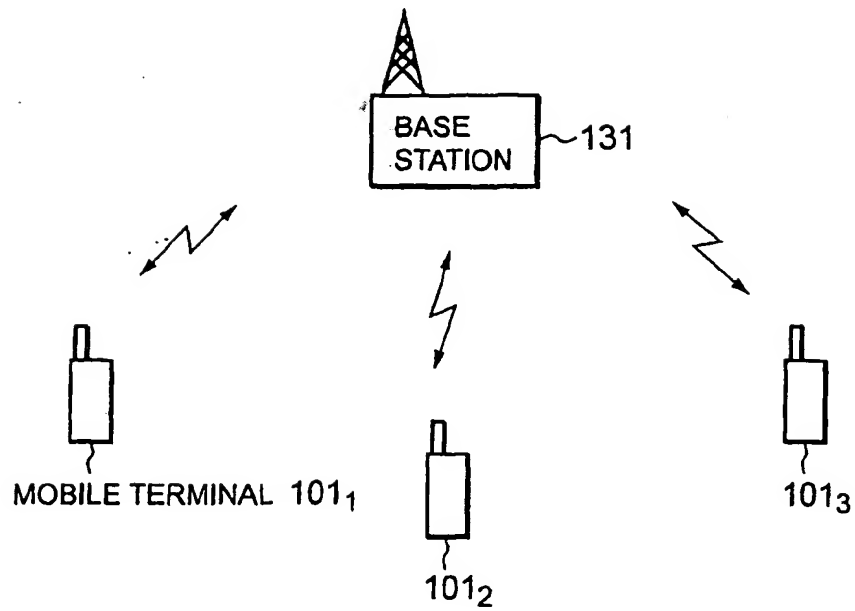 BASE
STATION
131
MOBILE TERMINAL 101₁
101₂
101₃